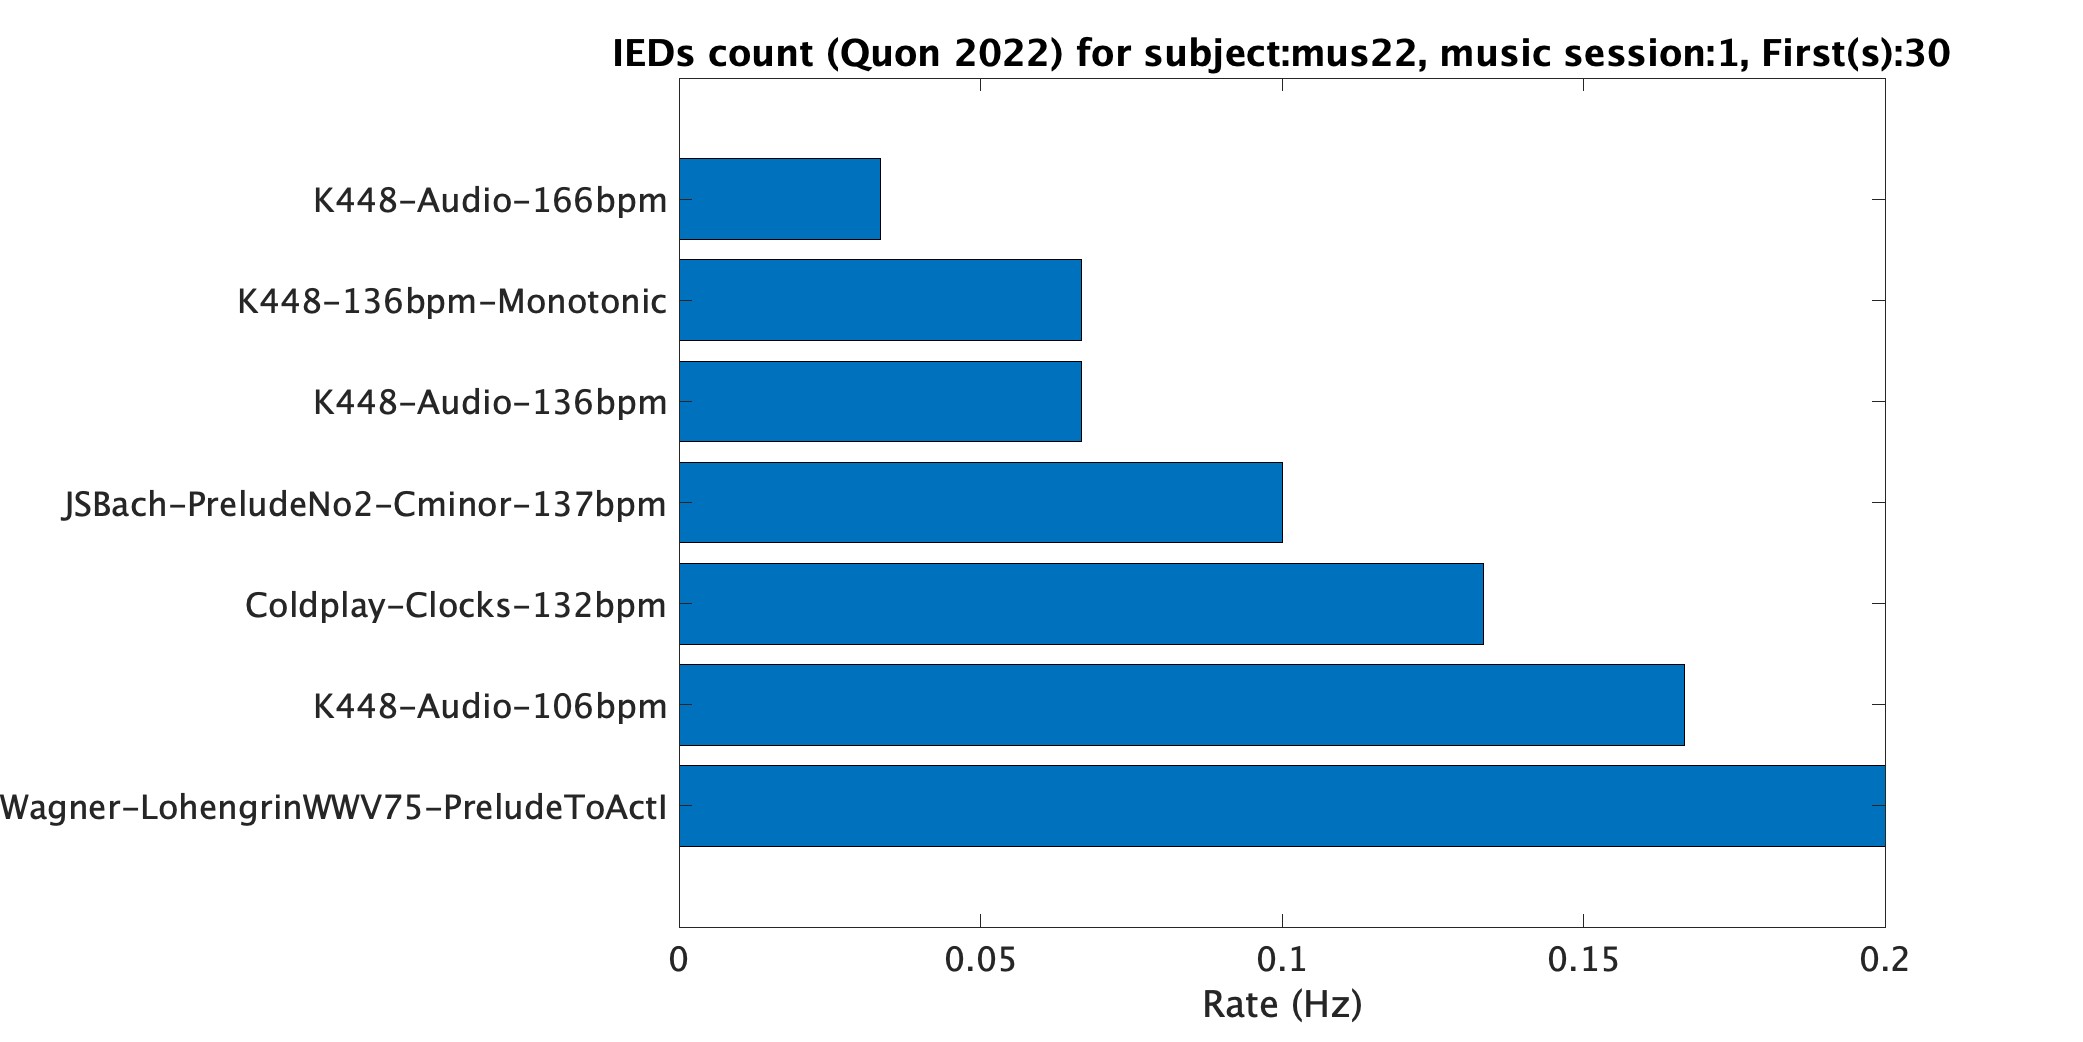 IEDs count (Quon 2022) for subject:mus22, music session:1, First(s):30
K448-Audio-166bpm
K448-136bpm-Monotonic
K448-Audio-136bpm
JSBach-PreludeNo2-Cminor-137bpm
Coldplay-Clocks-132bpm
K448-Audio-106bpm
Wagner-LohengrinWWV75-PreludeToActI
0 0.05 0.1 0.15 0.2
Rate (Hz)